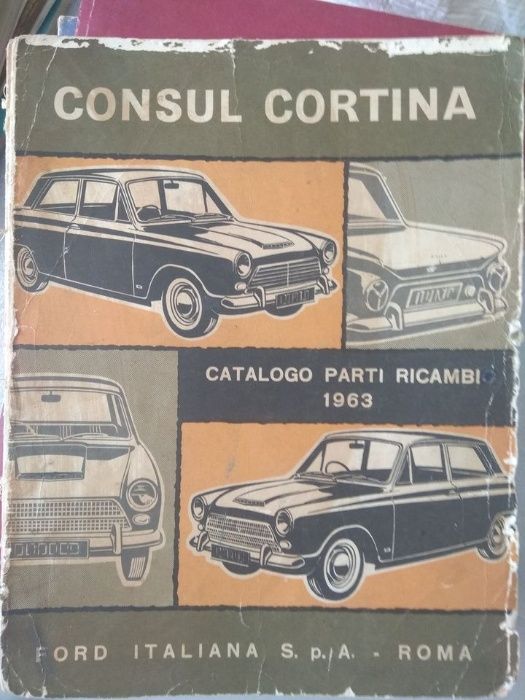 CONSUL CORTINA
CATALOGO PARTI RICAMBI
1963
FORD ITALIANA S.p.A. - ROMA